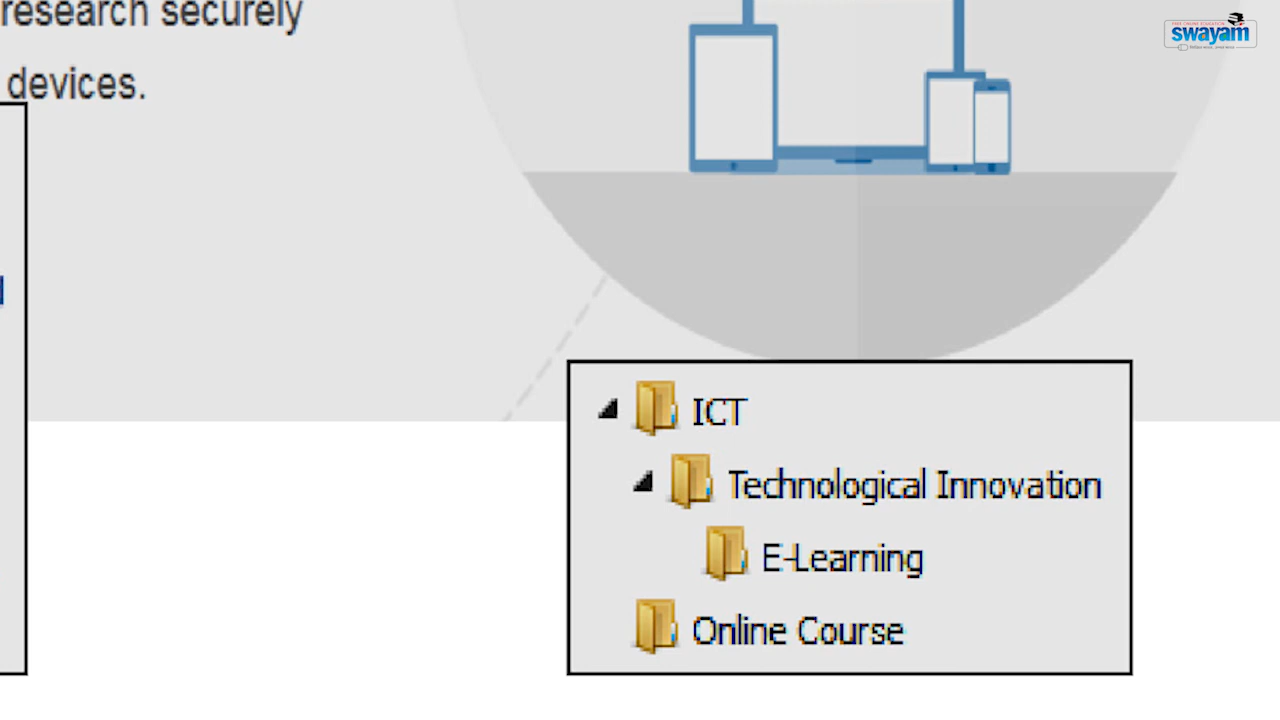 research securely
devices.
swayam
ICT
Technological Innovation
E-Learning
Online Course